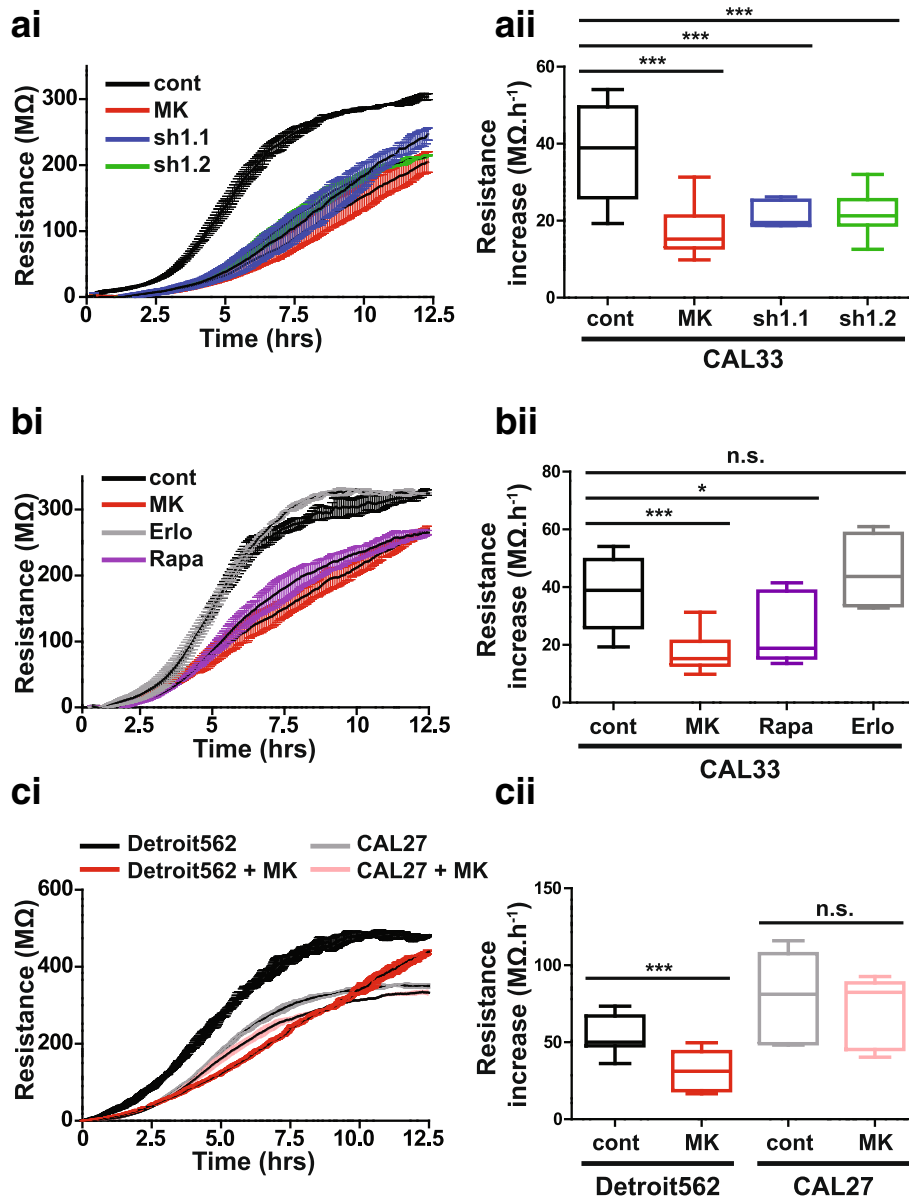 ai
Resistance (MΩ)
300
200
100
0
cont
MK
sh1.1
sh1.2
0 2.5 5 7.5 10 12.5
Time (hrs)
aii
Resistance
increase (MΩ.h⁻¹)
60
40
20
0
***
***
***
cont MK sh1.1 sh1.2
CAL33
bi
Resistance (MΩ)
300
200
100
0
cont
MK
Erlo
Rapa
0 2.5 5 7.5 10 12.5
Time (hrs)
bii
Resistance
increase (MΩ.h⁻¹)
80
60
40
20
0
n.s.
*
***
cont MK Rapa Erlo
CAL33
ci
Detroit562 CAL27
Detroit562 + MK CAL27 + MK
Resistance (MΩ)
600
400
200
0
0 2.5 5.0 7.5 10.0 12.5
Time (hrs)
cii
Resistance
increase (MΩ.h⁻¹)
150
100
50
0
***
n.s.
cont MK cont MK
Detroit562 CAL27